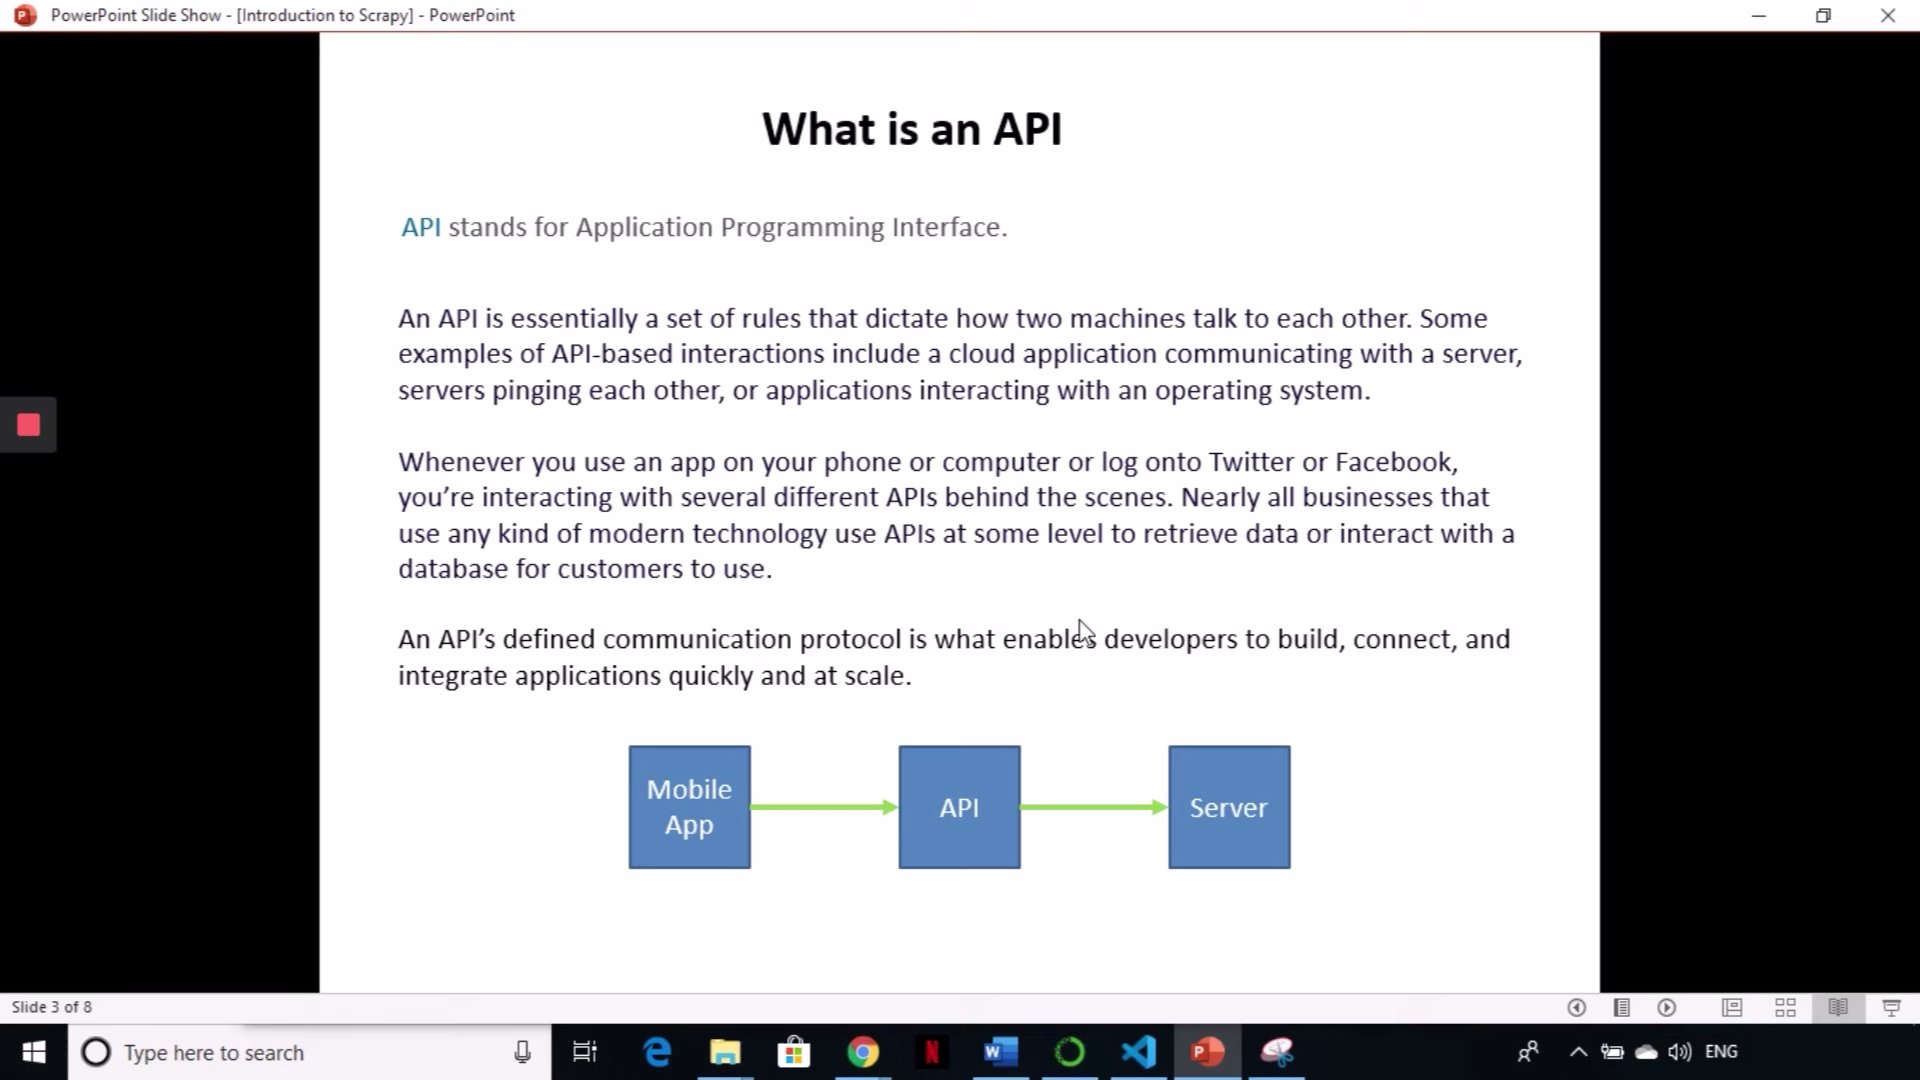 PowerPoint Slide Show - [Introduction to Scrapy] - PowerPoint
What is an API
API stands for Application Programming Interface.
An API is essentially a set of rules that dictate how two machines talk to each other. Some
examples of API-based interactions include a cloud application communicating with a server,
servers pinging each other, or applications interacting with an operating system.
Whenever you use an app on your phone or computer or log onto Twitter or Facebook,
you’re interacting with several different APIs behind the scenes. Nearly all businesses that
use any kind of modern technology use APIs at some level to retrieve data or interact with a
database for customers to use.
An API’s defined communication protocol is what enables developers to build, connect, and
integrate applications quickly and at scale.
Mobile
App
API
Server
Slide 3 of 8
Type here to search
ENG